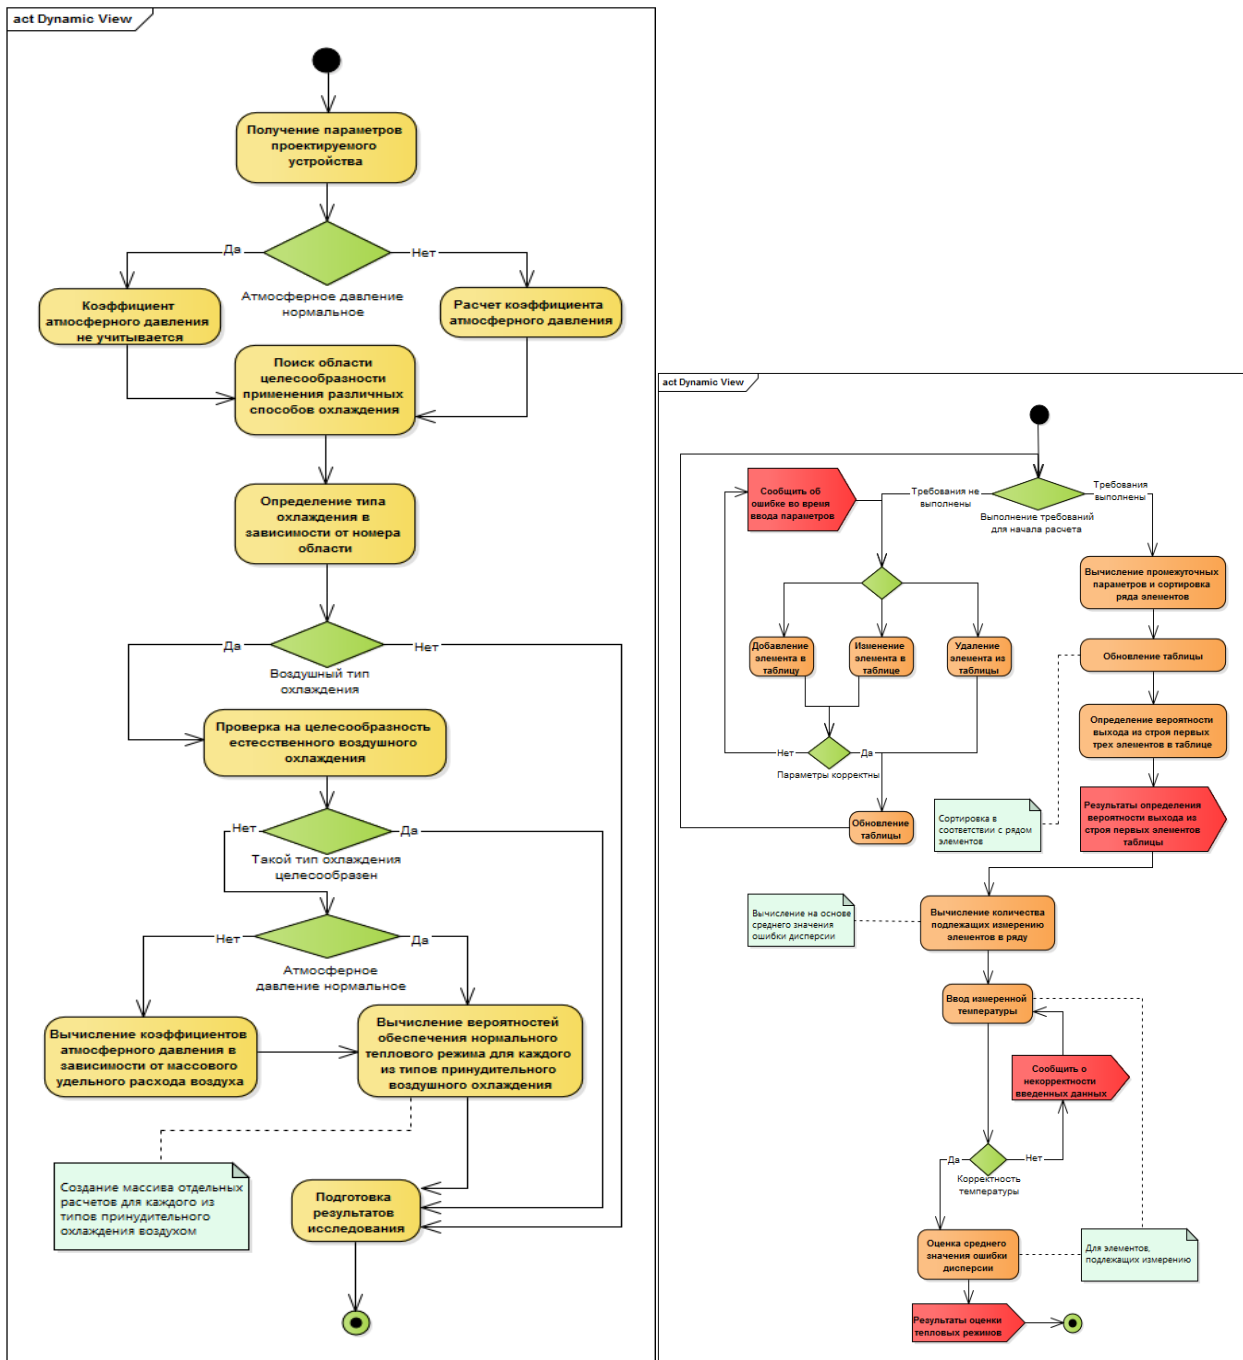 act Dynamic View
Получение параметров
проектируемого
устройства
Да
Нет
Атмосферное давление
нормальное
Коэффициент
атмосферного давления
не учитывается
Расчет коэффициента
атмосферного давления
Поиск области
целесообразности
применения различных
способов охлаждения
Определение типа
охлаждения в
зависимости от номера
области
Да
Нет
Воздушный тип
охлаждения
Проверка на целесообразность
естесственного воздушного
охлаждения
Нет
Да
Такой тип охлаждения
целесообразен
Нет
Да
Атмосферное
давление нормальное
Вычисление коэффициентов
атмосферного давления в
зависимости от массового
удельного расхода воздуха
Вычисление вероятностей
обеспечения нормального
теплового режима для каждого
из типов принудительного
воздушного охлаждения
Создание массива отдельных
расчетов для каждого из
типов принудительного
охлаждения воздухом
Подготовка
результатов
исследования
act Dynamic View
Сообщить об
ошибке во время
ввода параметров
Требования не
выполнены
Требования
выполнены
Выполнение требований
для начала расчета
Вычисление промежуточных
параметров и сортировка
ряда элементов
Добавление
элемента в
таблицу
Изменение
элемента в
таблице
Удаление
элемента из
таблицы
Обновление таблицы
Определение вероятности
выхода из строя первых
трех элементов в таблице
Нет
Да
Параметры корректны
Обновление
таблицы
Сортировка в
соответствии с рядом
элементов
Результаты определения
вероятности выхода из
строя первых элементов
таблицы
Вычисление на основе
среднего значения
ошибки дисперсии
Вычисление количества
подлежащих измерению
элементов в ряду
Ввод измеренной
температуры
Сообщить о
некорректности
введенных данных
Да
Нет
Корректность
температуры
Оценка среднего
значения ошибки
дисперсии
Для элементов,
подлежащих измерению
Результаты оценки
тепловых режимов